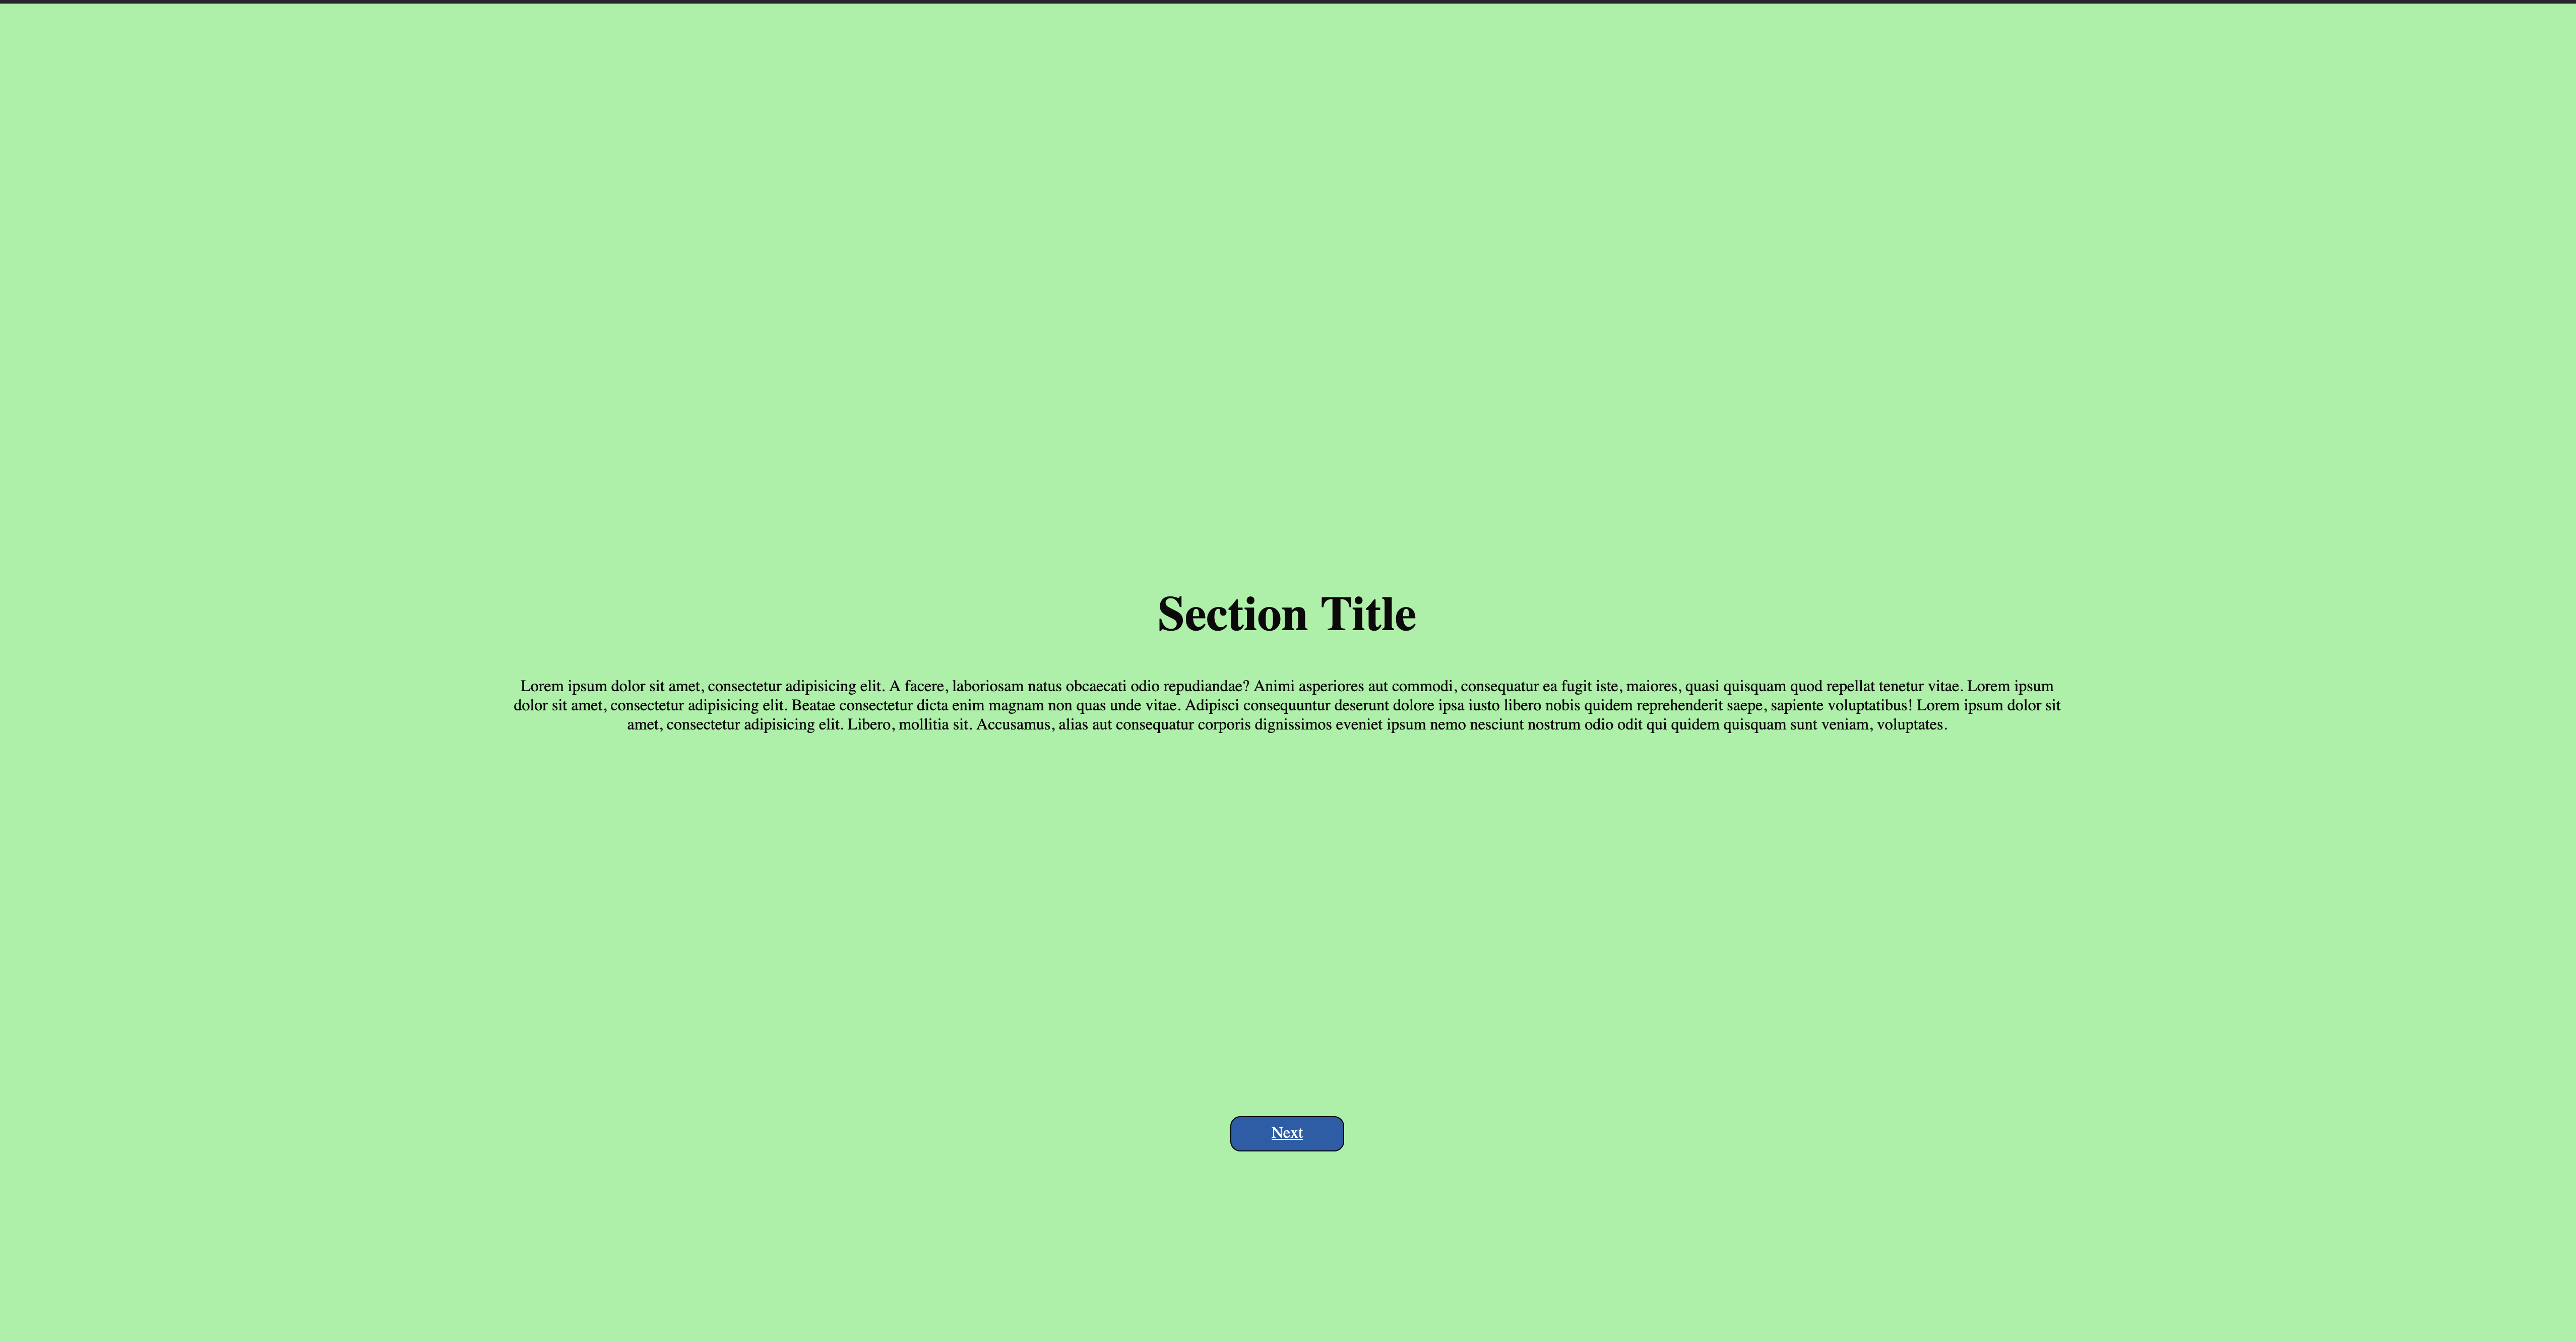 Section Title
Lorem ipsum dolor sit amet, consectetur adipisicing elit. A facere, laboriosam natus obcaecati odio repudiandae? Animi asperiores aut commodi, consequatur ea fugit iste, maiores, quasi quisquam quod repellat tenetur vitae. Lorem ipsum
dolor sit amet, consectetur adipisicing elit. Beatae consectetur dicta enim magnam non quas unde vitae. Adipisci consequuntur deserunt dolore ipsa iusto libero nobis quidem reprehenderit saepe, sapiente voluptatibus! Lorem ipsum dolor sit
amet, consectetur adipisicing elit. Libero, mollitia sit. Accusamus, alias aut consequatur corporis dignissimos eveniet ipsum nemo nesciunt nostrum odio odit qui quidem quisquam sunt veniam, voluptates.
Next